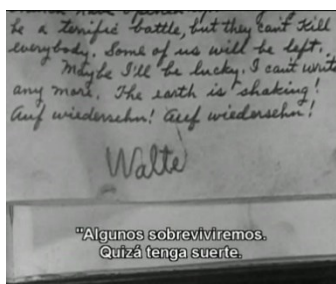 be a terrific battle, but they can't kill
everybody. Some of us will be left.
Maybe I'll be lucky. I can't write
any more. The earth is shaking!
Auf wiedersehn! Auf wiedersehn!
Walte
"Algunos sobreviviremos.
Quizá tenga suerte.